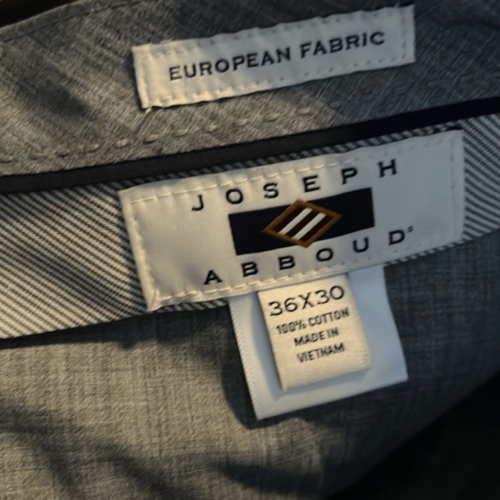 EUROPEAN FABRIC
JOSEPH
ABBOUD
36X30
100% COTTON
MADE IN
VIETNAM